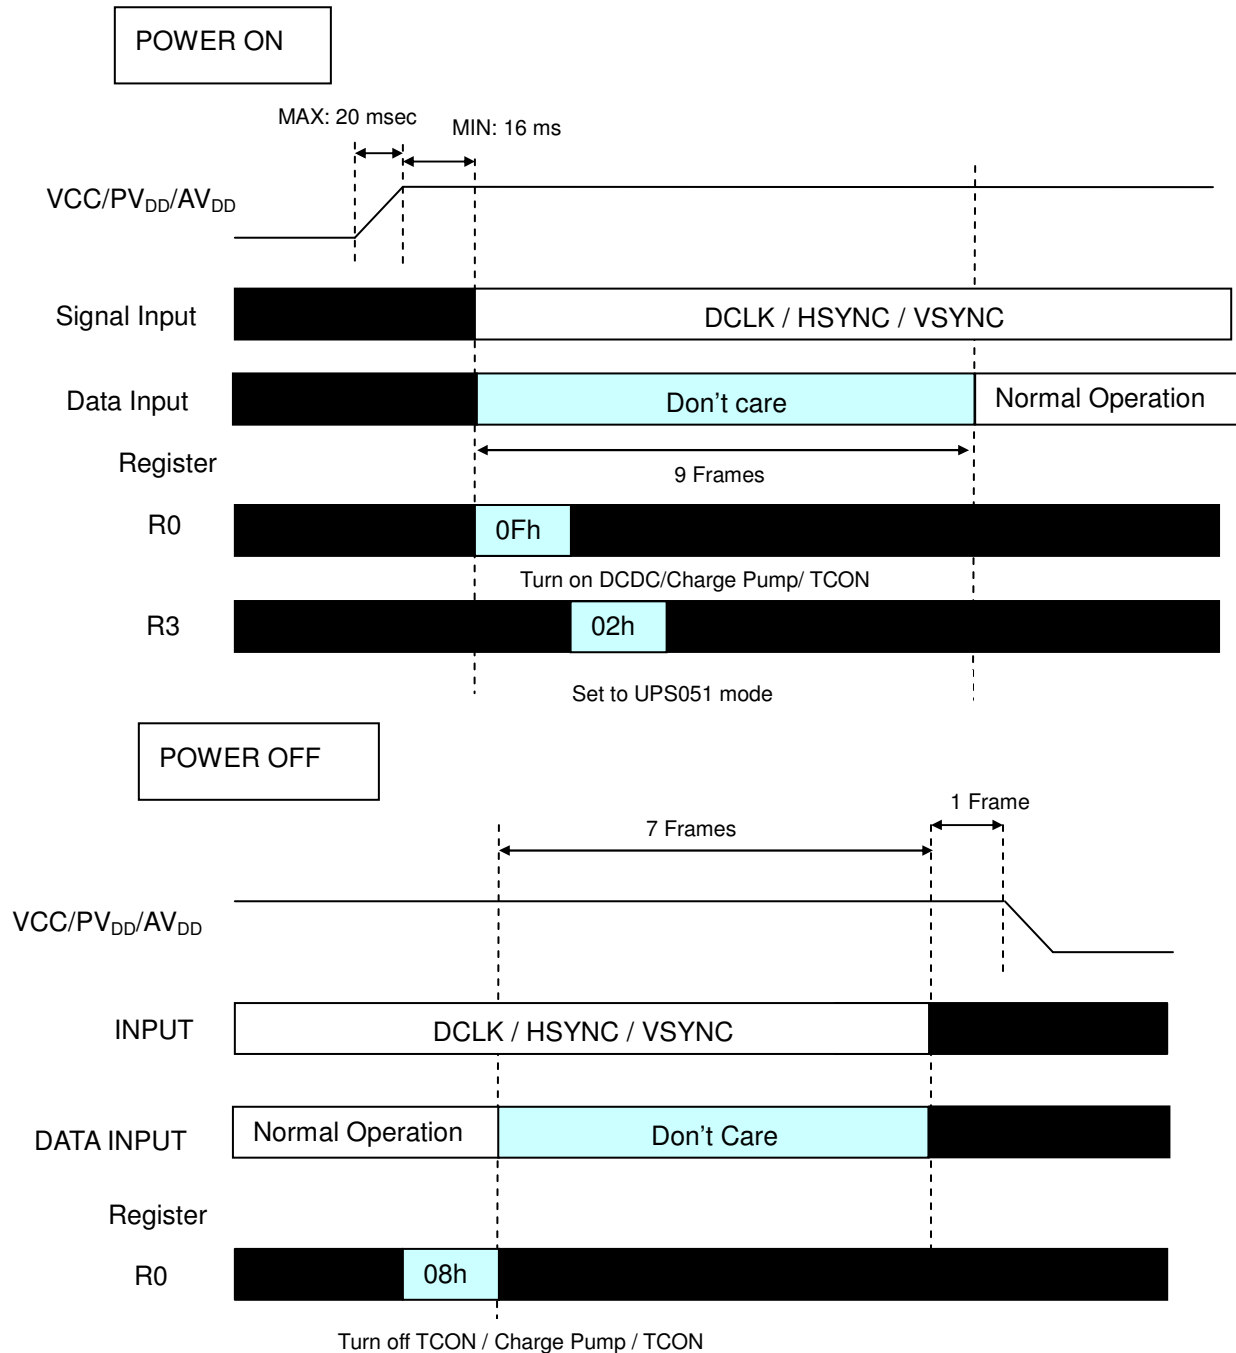 POWER ON
MAX: 20 msec
MIN: 16 ms
VCC/PVDD/AVDD
Signal Input
DCLK / HSYNC / VSYNC
Data Input
Don't care
Normal Operation
Register
9 Frames
R0
0Fh
Turn on DCDC/Charge Pump/ TCON
R3
02h
Set to UPS051 mode
POWER OFF
1 Frame
7 Frames
VCC/PVDD/AVDD
INPUT
DCLK / HSYNC / VSYNC
DATA INPUT
Normal Operation
Don't Care
Register
R0
08h
Turn off TCON / Charge Pump / TCON